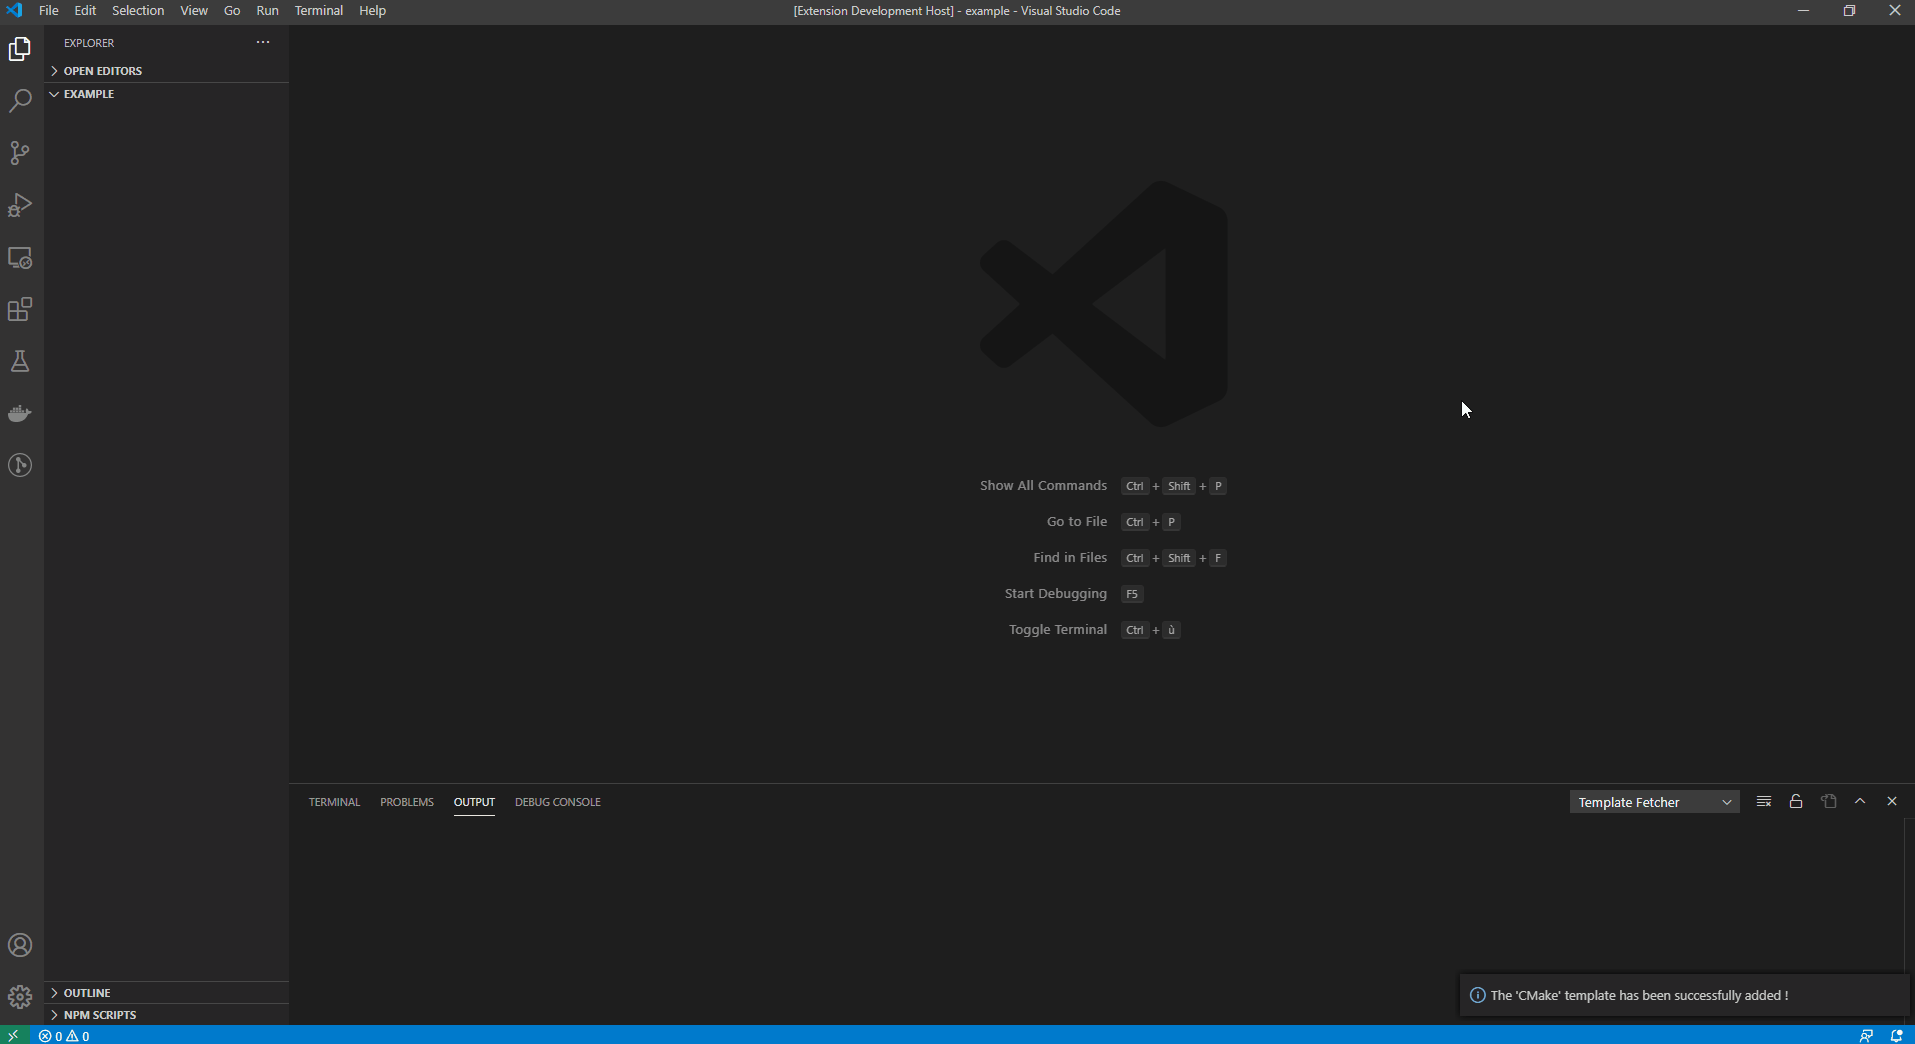 File Edit Selection View Go Run Terminal Help
[Extension Development Host] - example - Visual Studio Code
EXPLORER
OPEN EDITORS
EXAMPLE
Show All Commands Ctrl + Shift + P
Go to File Ctrl + P
Find in Files Ctrl + Shift + F
Start Debugging F5
Toggle Terminal Ctrl + ù
TERMINAL PROBLEMS OUTPUT DEBUG CONSOLE
Template Fetcher
OUTLINE
NPM SCRIPTS
The 'CMake' template has been successfully added !
0 0